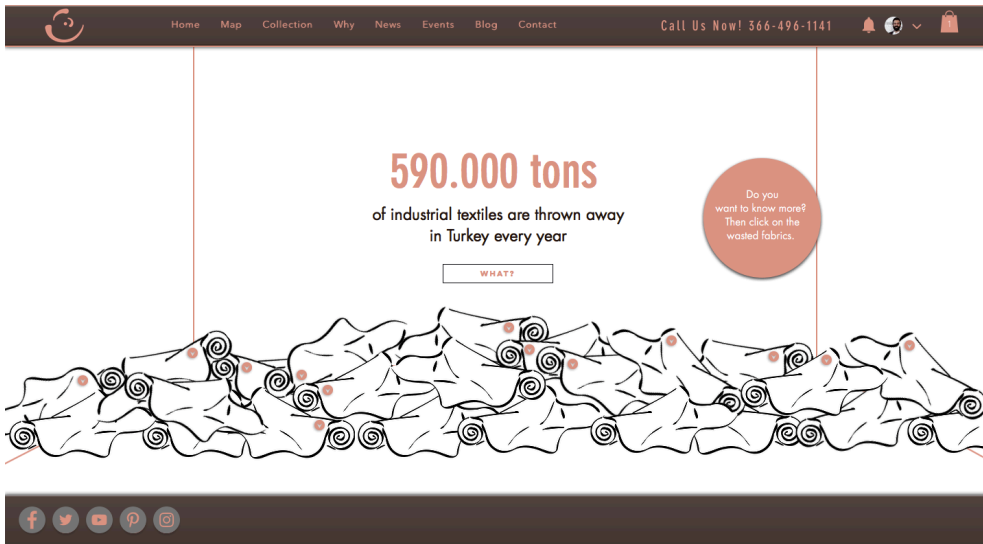 Home Map Collection Why News Events Blog Contact Call Us Now! 366-496-1141 1
590.000 tons
of industrial textiles are thrown away
in Turkey every year
WHAT?
Do you
want to know more?
Then click on the
wasted fabrics.